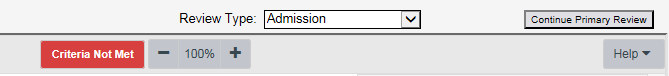 Review Type: Admission Continue Primary Review
Criteria Not Met − 100% + Help